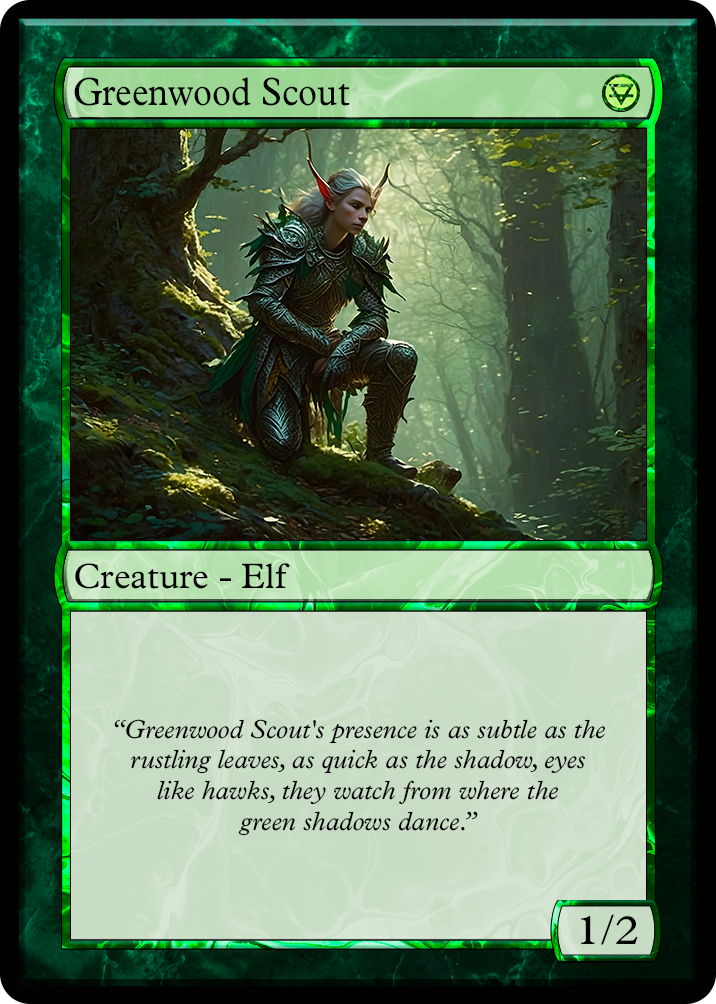 Greenwood Scout
Creature - Elf
“Greenwood Scout's presence is as subtle as the
rustling leaves, as quick as the shadow, eyes
like hawks, they watch from where the
green shadows dance.”
1/2